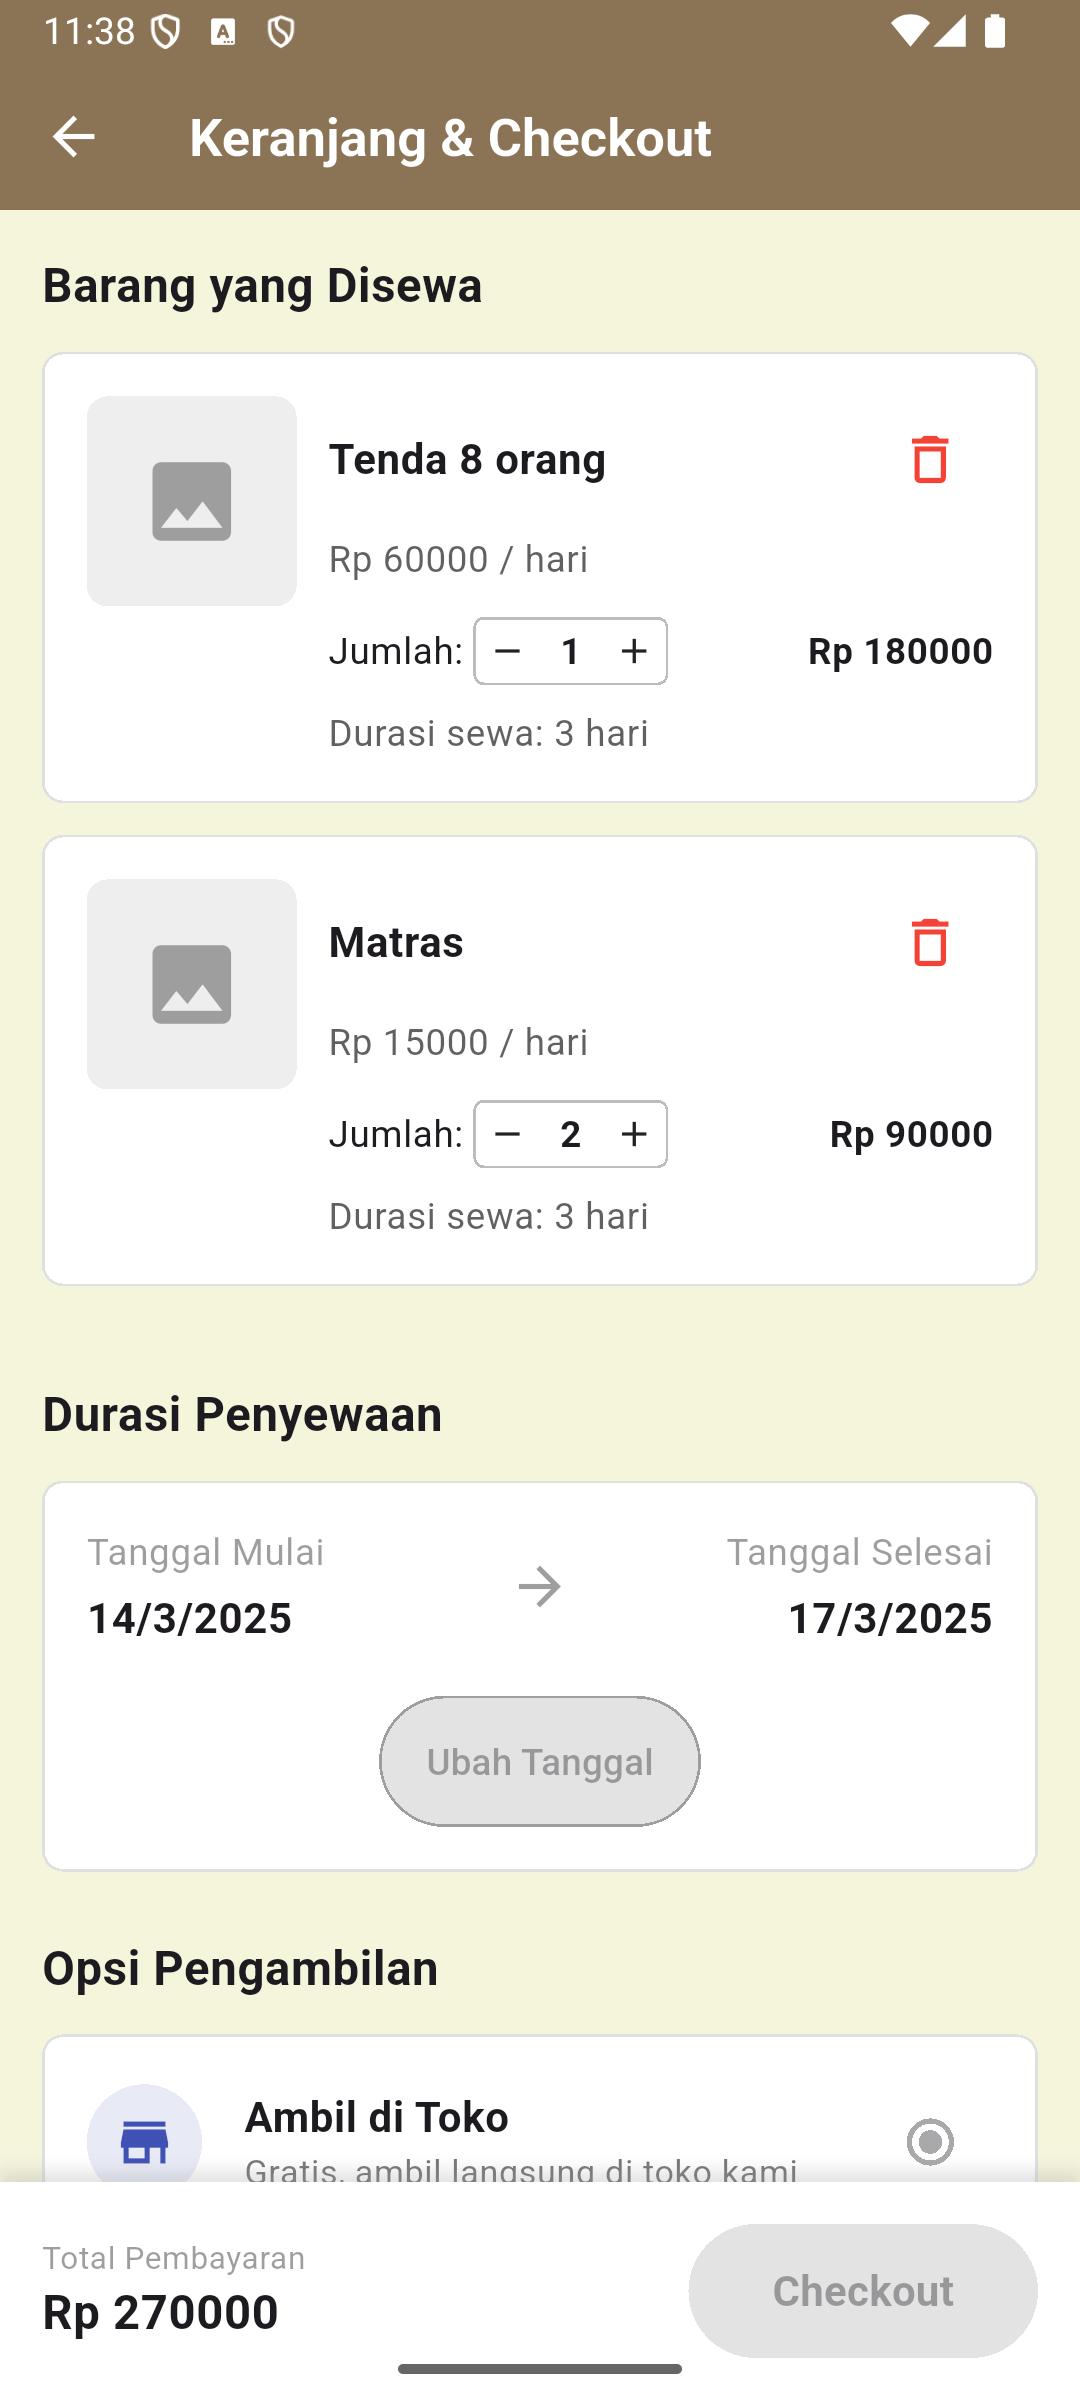 11:38
Keranjang & Checkout
Barang yang Disewa
Tenda 8 orang
Rp 60000 / hari
Jumlah: − 1 + Rp 180000
Durasi sewa: 3 hari
Matras
Rp 15000 / hari
Jumlah: − 2 + Rp 90000
Durasi sewa: 3 hari
Durasi Penyewaan
Tanggal Mulai Tanggal Selesai
14/3/2025 17/3/2025
Ubah Tanggal
Opsi Pengambilan
Ambil di Toko
Gratis, ambil langsung di toko kami
Total Pembayaran
Rp 270000
Checkout